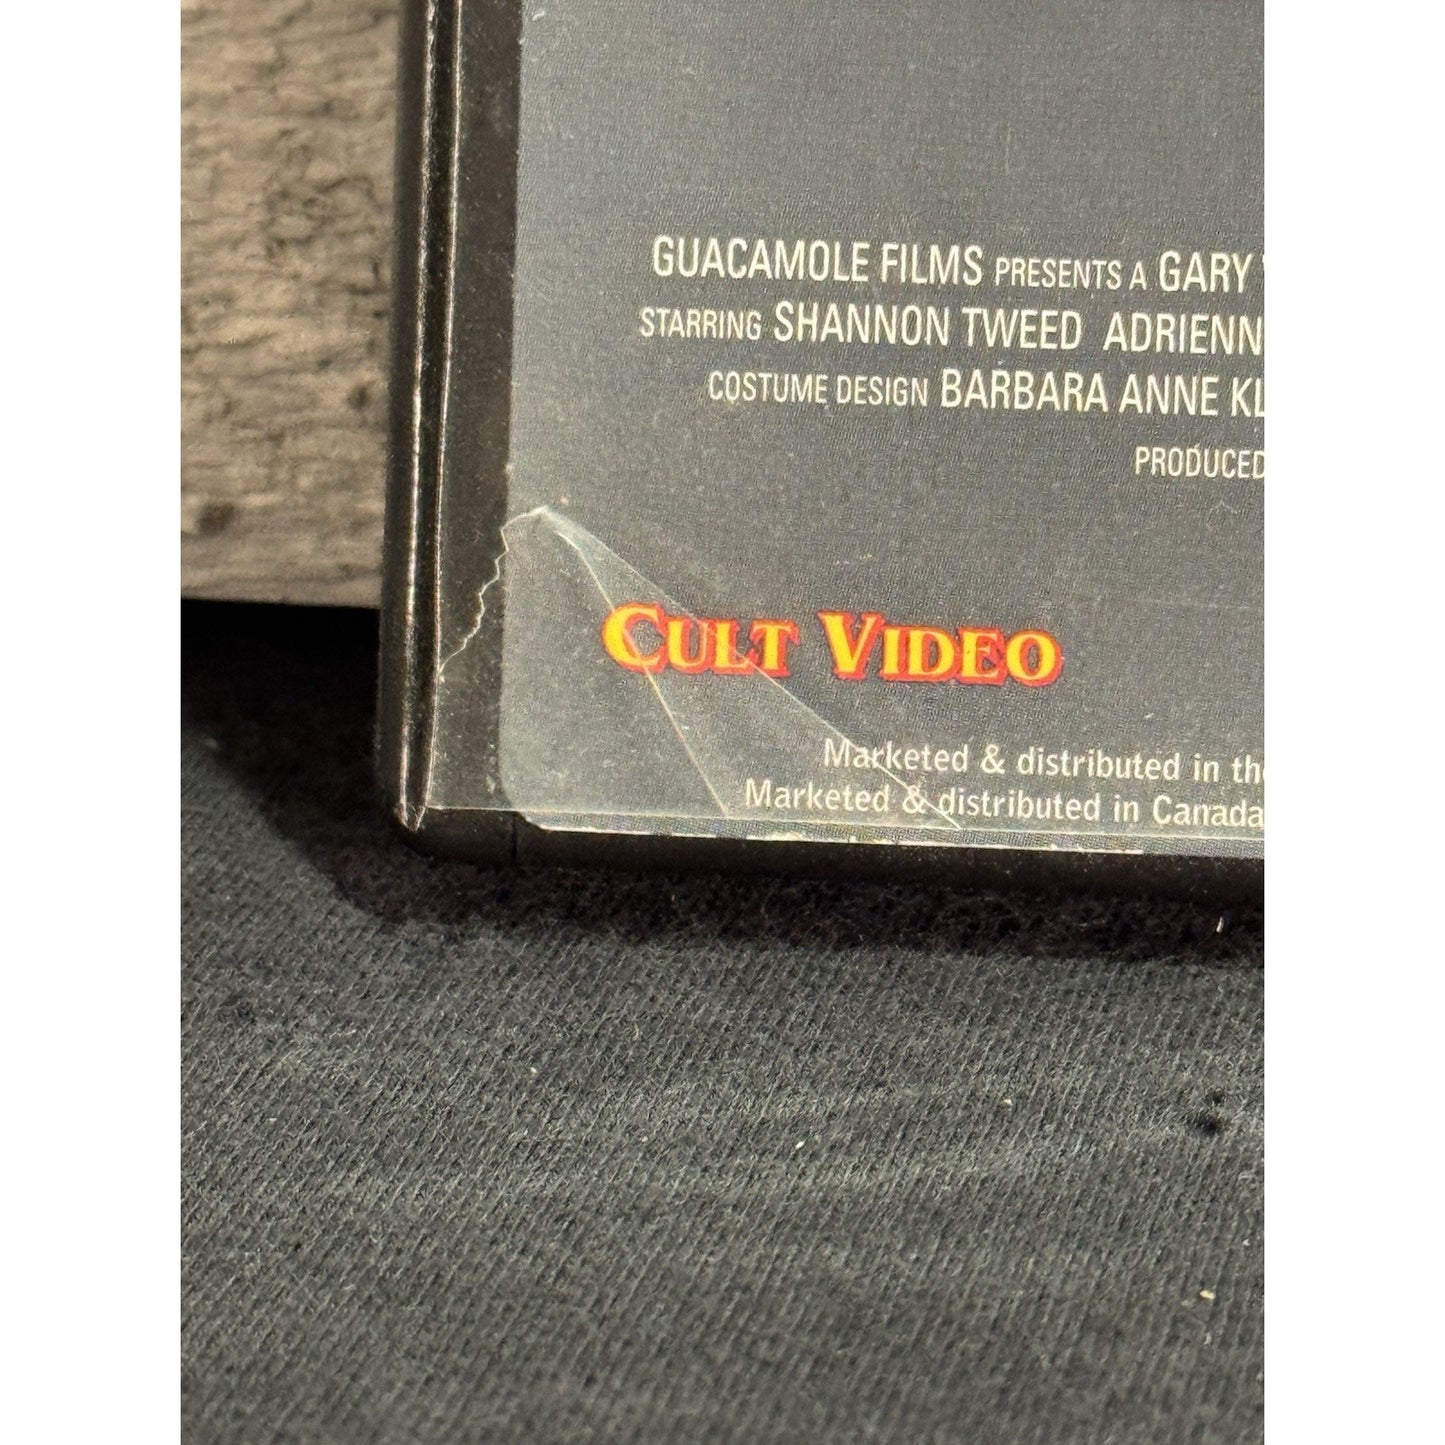 GUACAMOLE FILMS PRESENTS A GARY
STARRING SHANNON TWEED ADRIENN
COSTUME DESIGN BARBARA ANNE KL
PRODUCED
CULT VIDEO
Marketed & distributed in th
Marketed & distributed in Canada